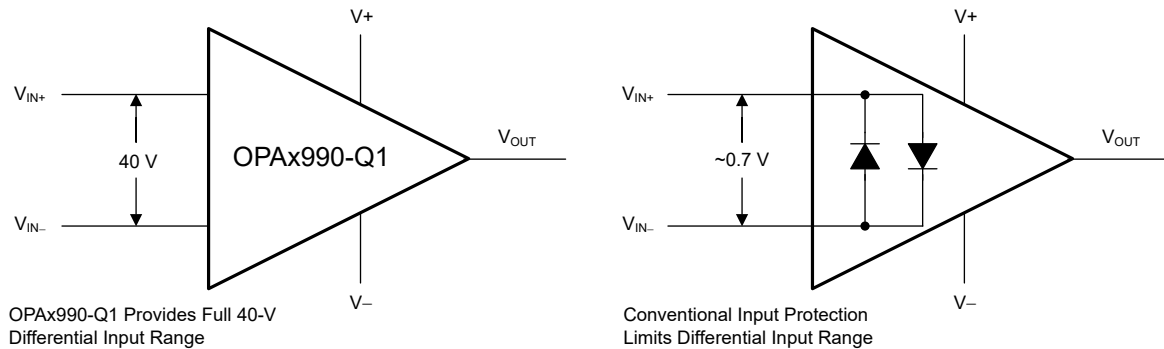 V+
VIN+
40 V
OPAx990-Q1
VOUT
VIN–
V–
OPAx990-Q1 Provides Full 40-V
Differential Input Range
V+
VIN+
~0.7 V
VOUT
VIN–
V–
Conventional Input Protection
Limits Differential Input Range